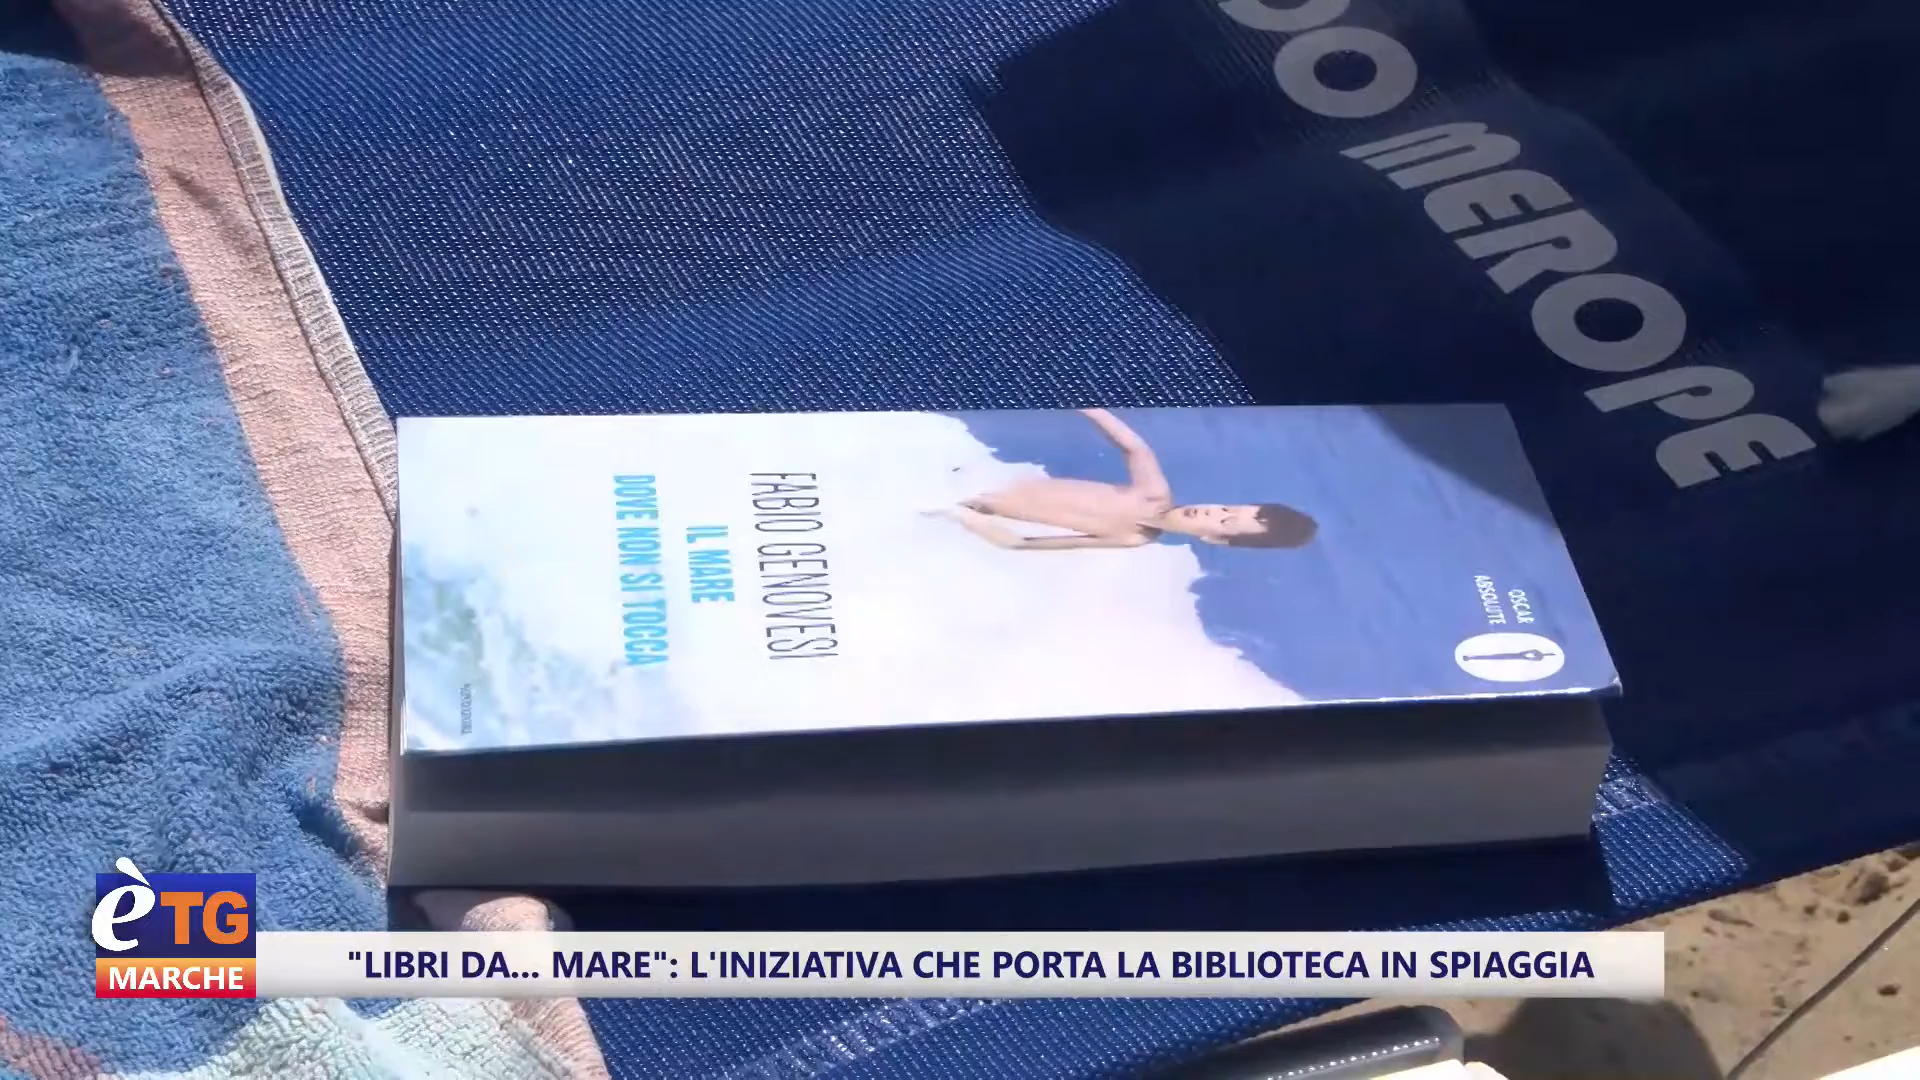 DO MEROPE
FABIO GENOVESI
IL MARE
DOVE NON SI TOCCA
OSCAR
ABSOLUTE
è TG
MARCHE
"LIBRI DA... MARE": L'INIZIATIVA CHE PORTA LA BIBLIOTECA IN SPIAGGIA